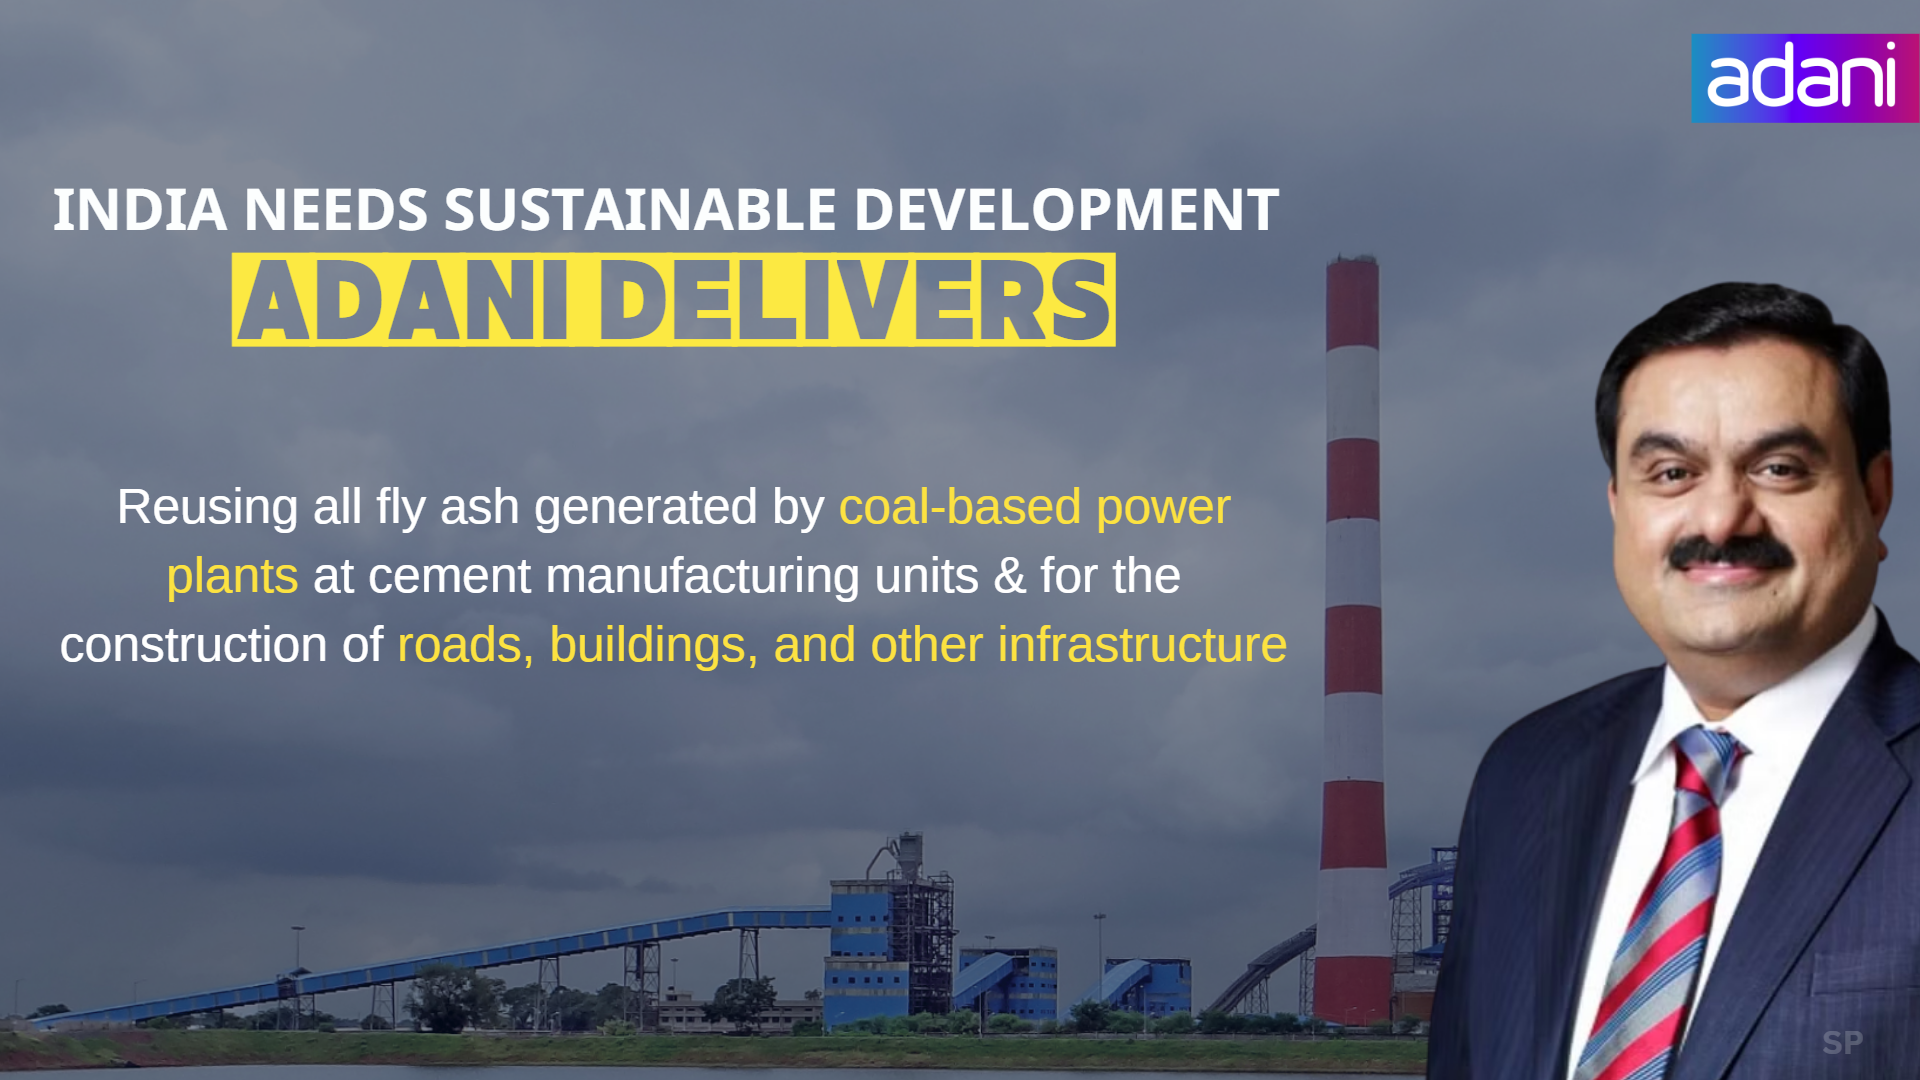 adani
INDIA NEEDS SUSTAINABLE DEVELOPMENT
ADANI DELIVERS
Reusing all fly ash generated by coal-based power
plants at cement manufacturing units & for the
construction of roads, buildings, and other infrastructure
SP